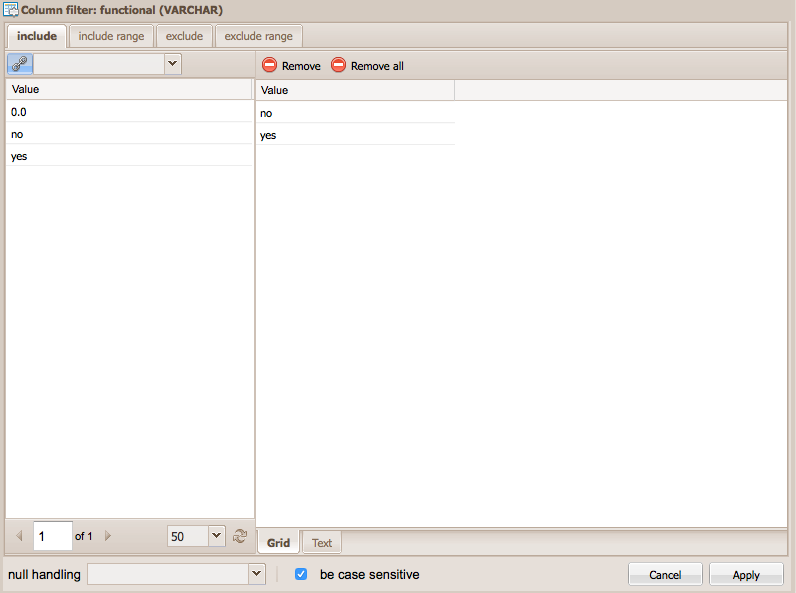 Column filter: functional (VARCHAR)
include
include range
exclude
exclude range
Remove
Remove all
Value
0.0
no
yes
Value
no
yes
1
of 1
50
Grid
Text
null handling
be case sensitive
Cancel
Apply